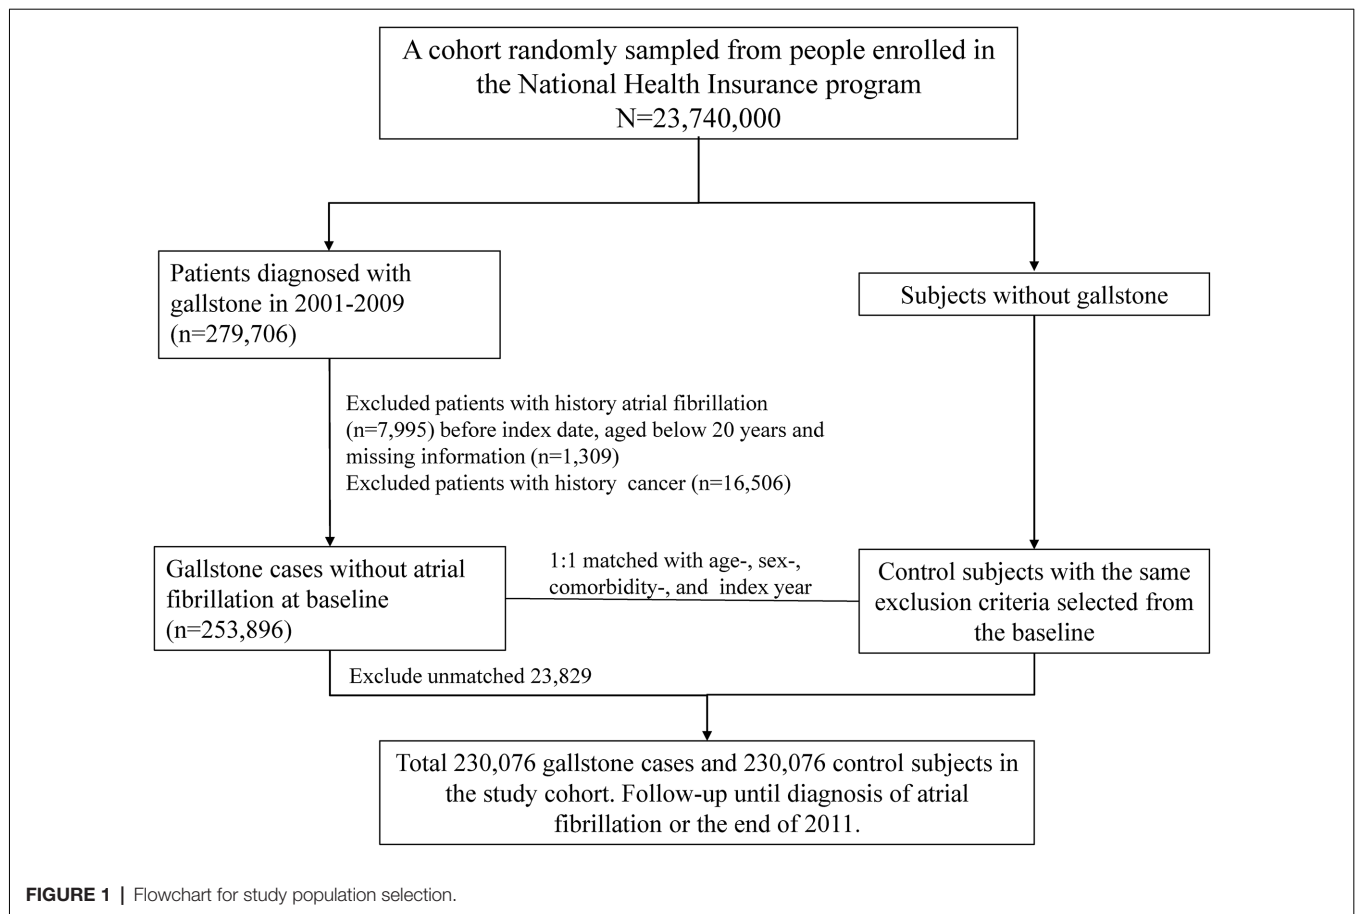 A cohort randomly sampled from people enrolled in
the National Health Insurance program
N=23,740,000
Patients diagnosed with
gallstone in 2001-2009
(n=279,706)
Subjects without gallstone
Excluded patients with history atrial fibrillation
(n=7,995) before index date, aged below 20 years and
missing information (n=1,309)
Excluded patients with history cancer (n=16,506)
Gallstone cases without atrial
fibrillation at baseline
(n=253,896)
1:1 matched with age-, sex-,
comorbidity-, and index year
Control subjects with the same
exclusion criteria selected from
the baseline
Exclude unmatched 23,829
Total 230,076 gallstone cases and 230,076 control subjects in
the study cohort. Follow-up until diagnosis of atrial
fibrillation or the end of 2011.
FIGURE 1 | Flowchart for study population selection.